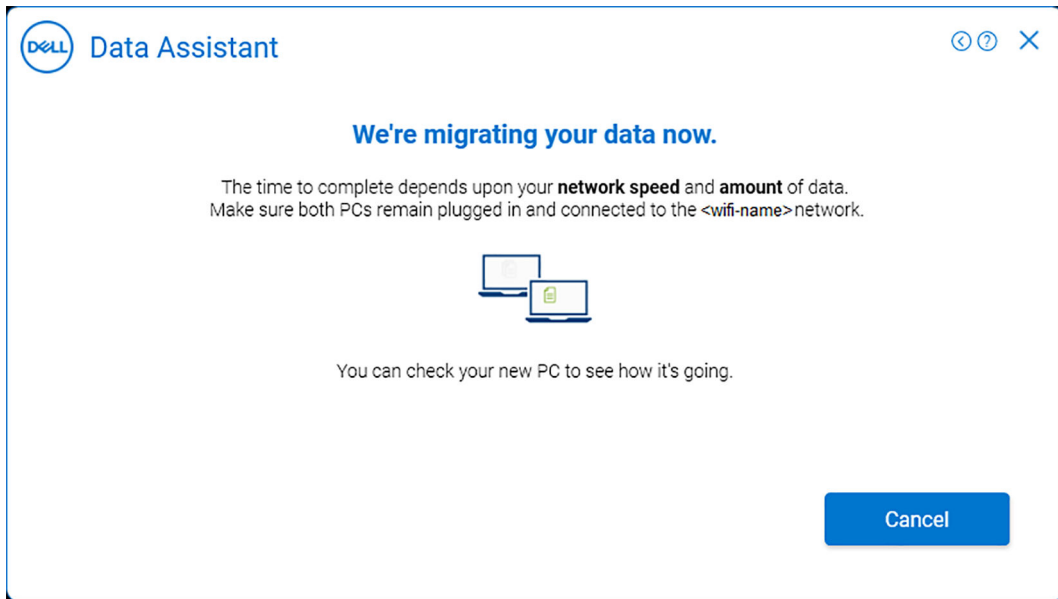 DELL
Data Assistant
We're migrating your data now.
The time to complete depends upon your network speed and amount of data.
Make sure both PCs remain plugged in and connected to the <wifi-name> network.
You can check your new PC to see how it's going.
Cancel